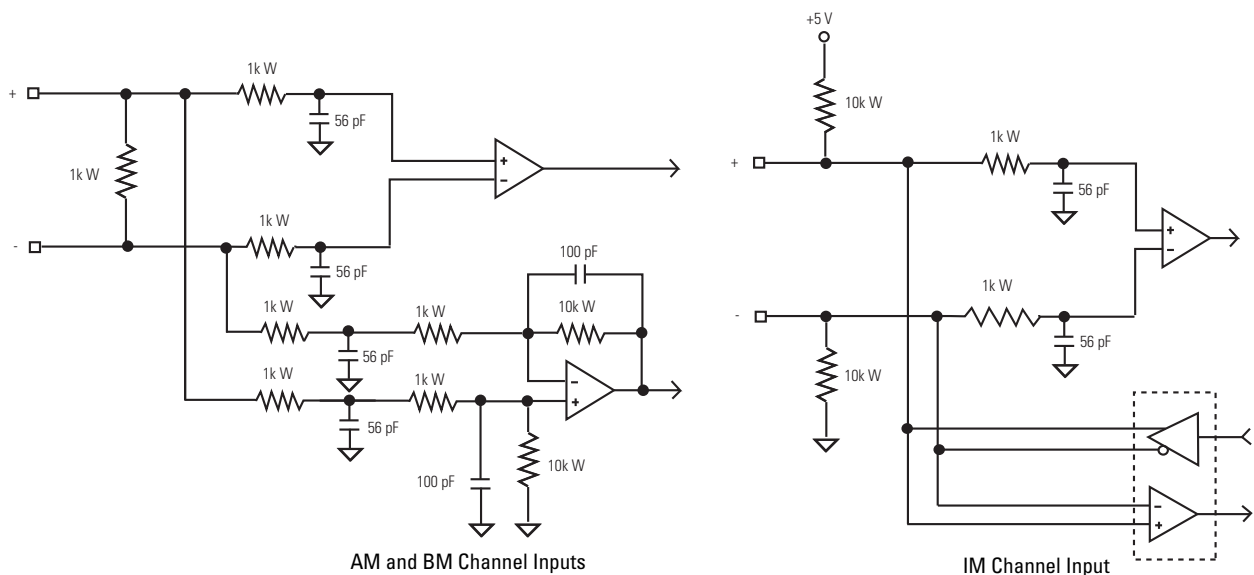 +
1k W
56 pF
1k W
-
1k W
56 pF
+
−
1k W
56 pF
1k W
100 pF
10k W
1k W
56 pF
1k W
100 pF
10k W
−
+
AM and BM Channel Inputs
+5 V
10k W
+
1k W
56 pF
-
1k W
56 pF
+
−
10k W
−
+
IM Channel Input